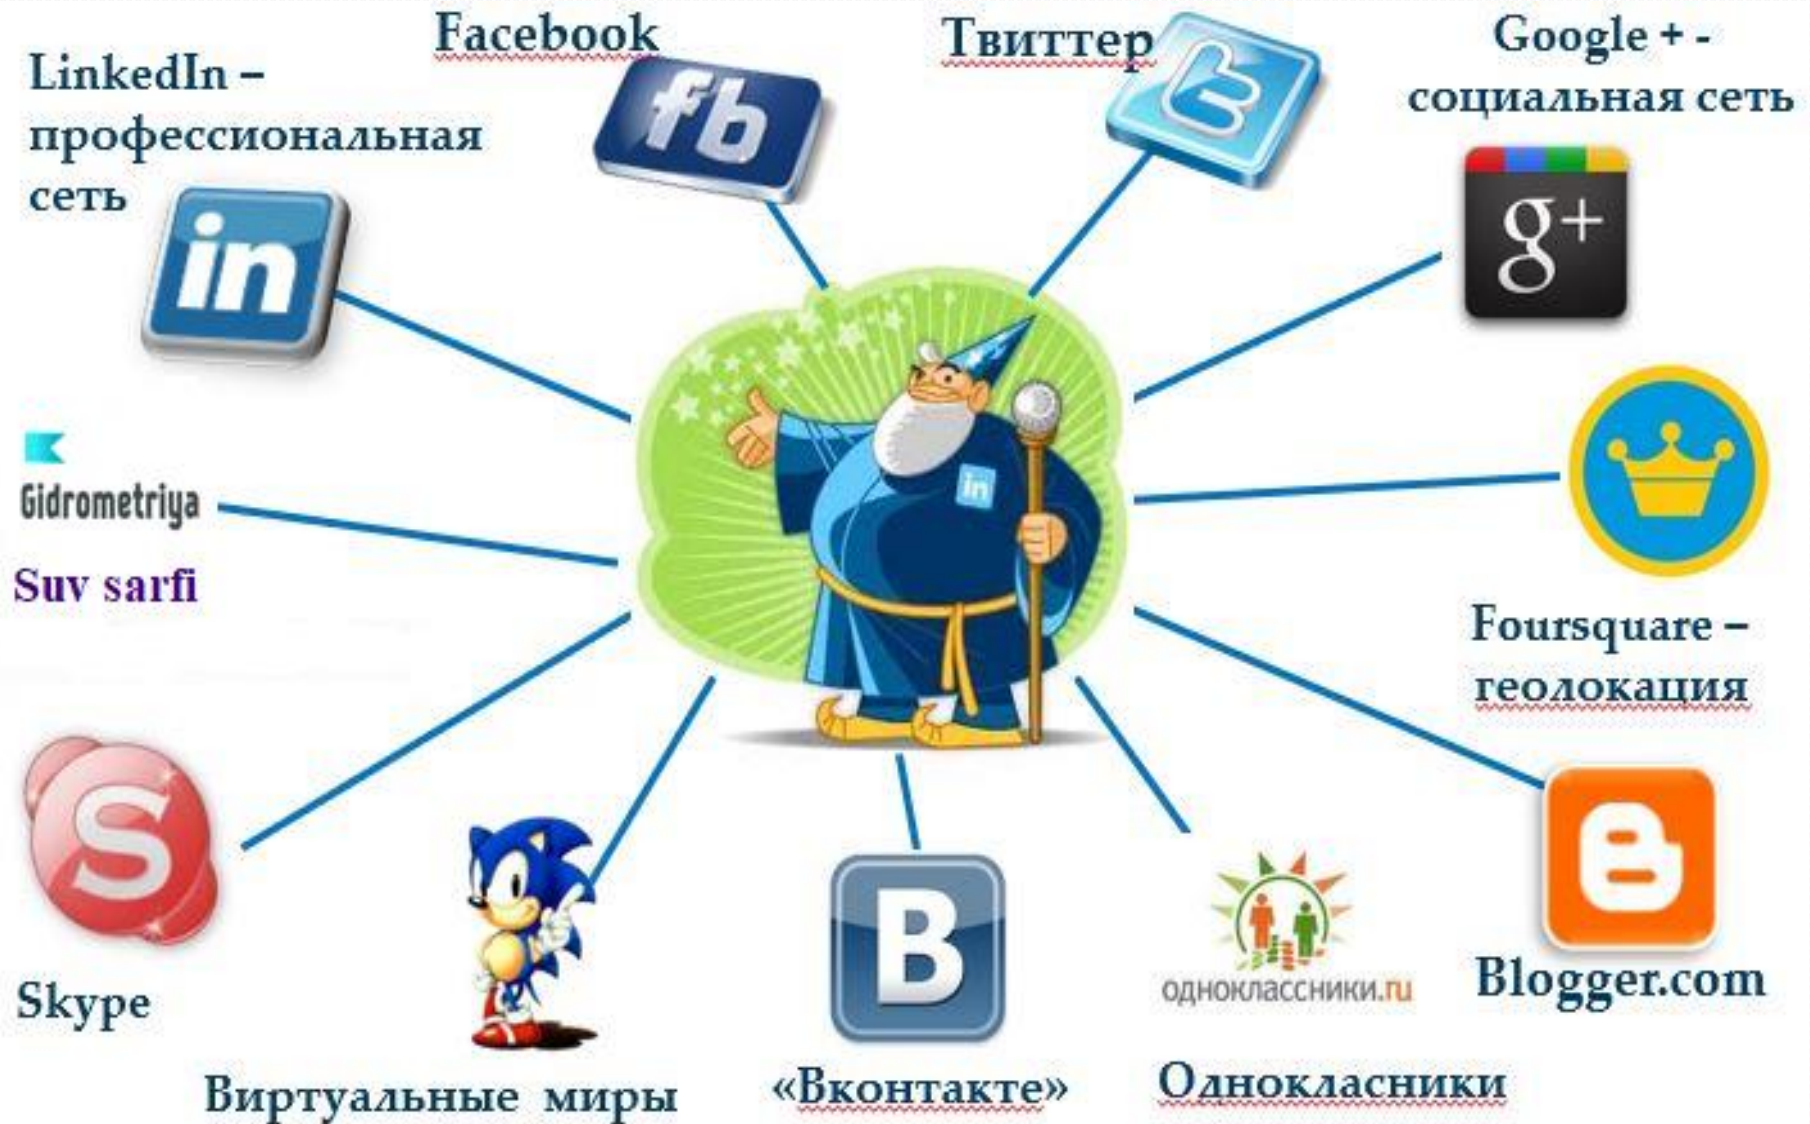 LinkedIn –
профессиональная
сеть
in
Facebook
fb
Твиттер
t
Google + -
социальная сеть
g+
in
Gidrometriya
Suv sarfi
Foursquare –
геолокация
S
Skype
Виртуальные миры
В
«Вконтакте»
одноклассники.ru
Однокласники
B
Blogger.com